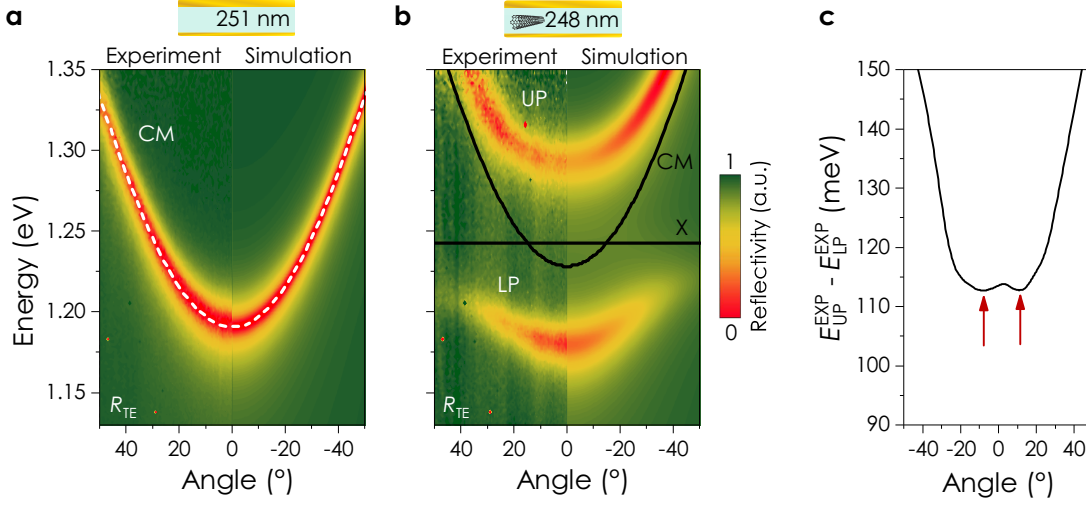 a
251 nm
Experiment Simulation
1.35
1.30
1.25
1.20
1.15
Energy (eV)
CM
R_TE
40 20 0 -20 -40
Angle (°)
b
248 nm
Experiment Simulation
UP
CM
X
LP
R_TE
40 20 0 -20 -40
Angle (°)
1
0
Reflectivity (a.u.)
c
150
140
130
120
110
100
90
E_UP^EXP - E_LP^EXP (meV)
-40 -20 0 20 40
Angle (°)